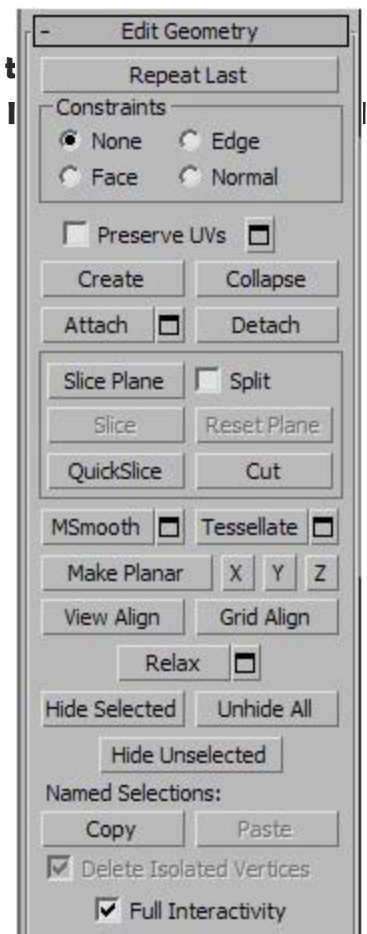 - Edit Geometry
Repeat Last
Constraints
None Edge
Face Normal
Preserve UVs
Create Collapse
Attach Detach
Slice Plane Split
Slice Reset Plane
QuickSlice Cut
MSmooth Tessellate
Make Planar X Y Z
View Align Grid Align
Relax
Hide Selected Unhide All
Hide Unselected
Named Selections:
Copy Paste
Delete Isolated Vertices
Full Interactivity